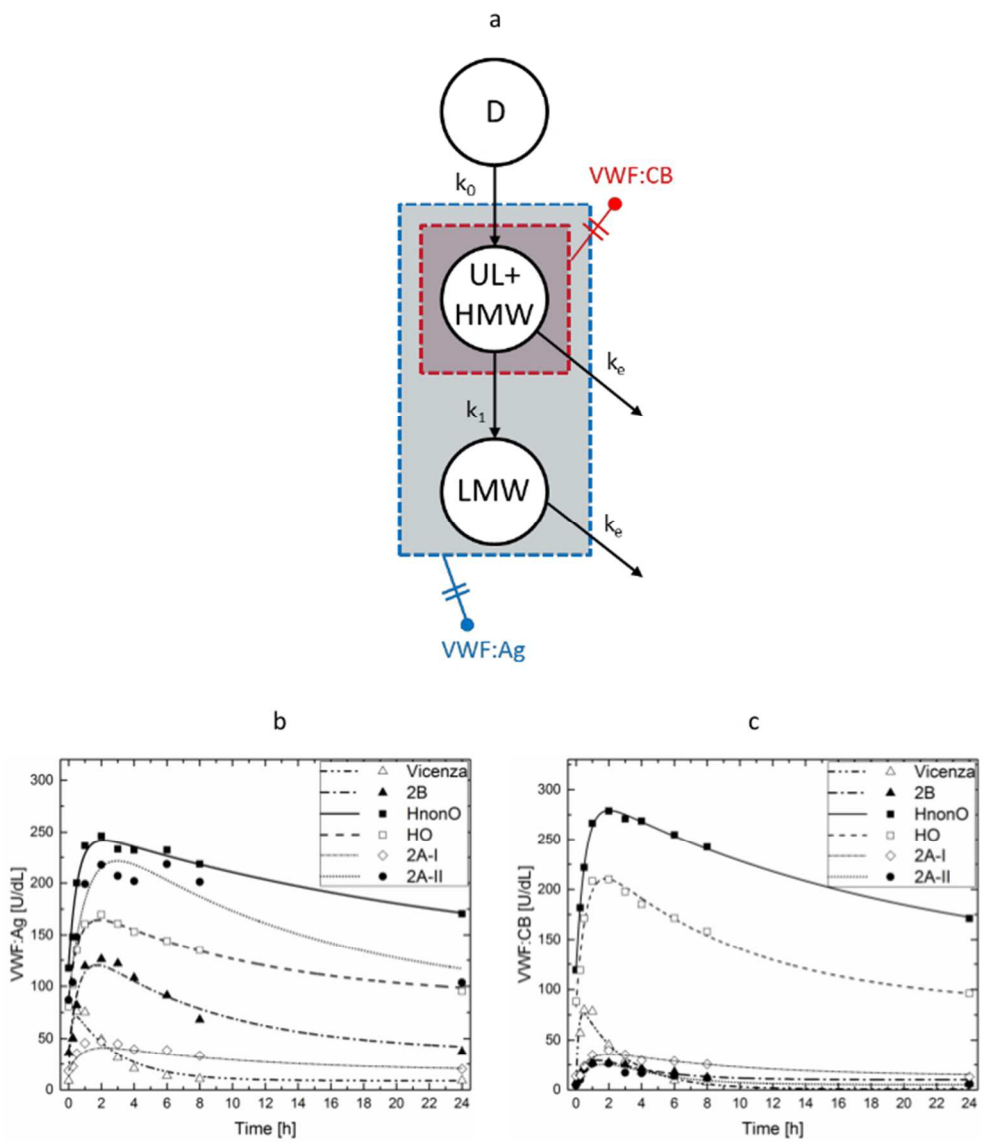 a
D
k0
VWF:CB
UL+
HMW
ke
k1
LMW
ke
VWF:Ag
b
VWF:Ag [U/dL]
300
250
200
150
100
50
0
0 2 4 6 8 10 12 14 16 18 20 22 24
Time [h]
Vicenza
2B
HnonO
HO
2A-I
2A-II
c
VWF:CB [U/dL]
300
250
200
150
100
50
0
0 2 4 6 8 10 12 14 16 18 20 22 24
Time [h]
Vicenza
2B
HnonO
HO
2A-I
2A-II